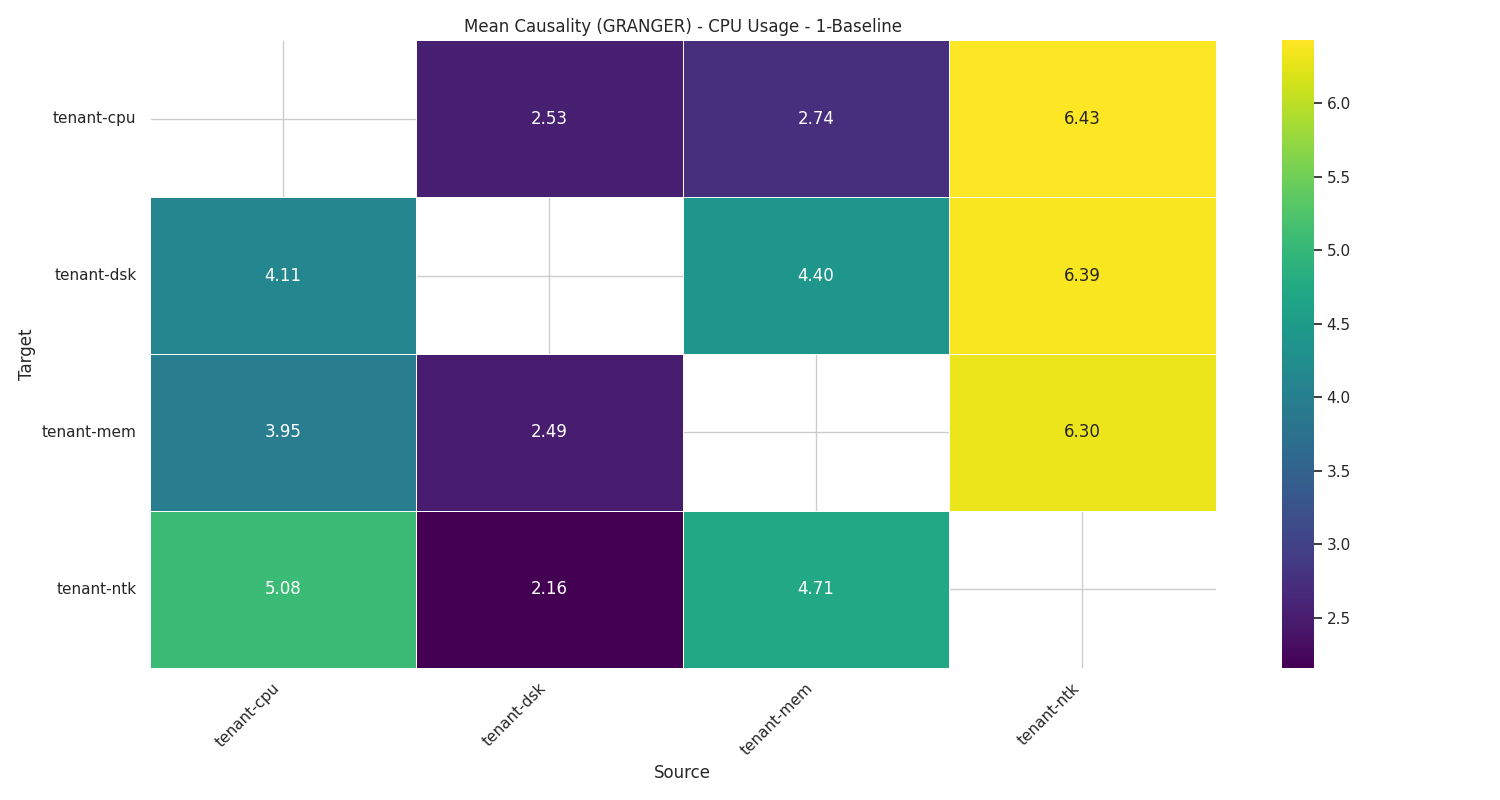 Mean Causality (GRANGER) - CPU Usage - 1-Baseline
Target
tenant-cpu
2.53
2.74
6.43
tenant-dsk
4.11
4.40
6.39
tenant-mem
3.95
2.49
6.30
tenant-ntk
5.08
2.16
4.71
tenant-cpu
tenant-dsk
tenant-mem
tenant-ntk
Source
6.0
5.5
5.0
4.5
4.0
3.5
3.0
2.5